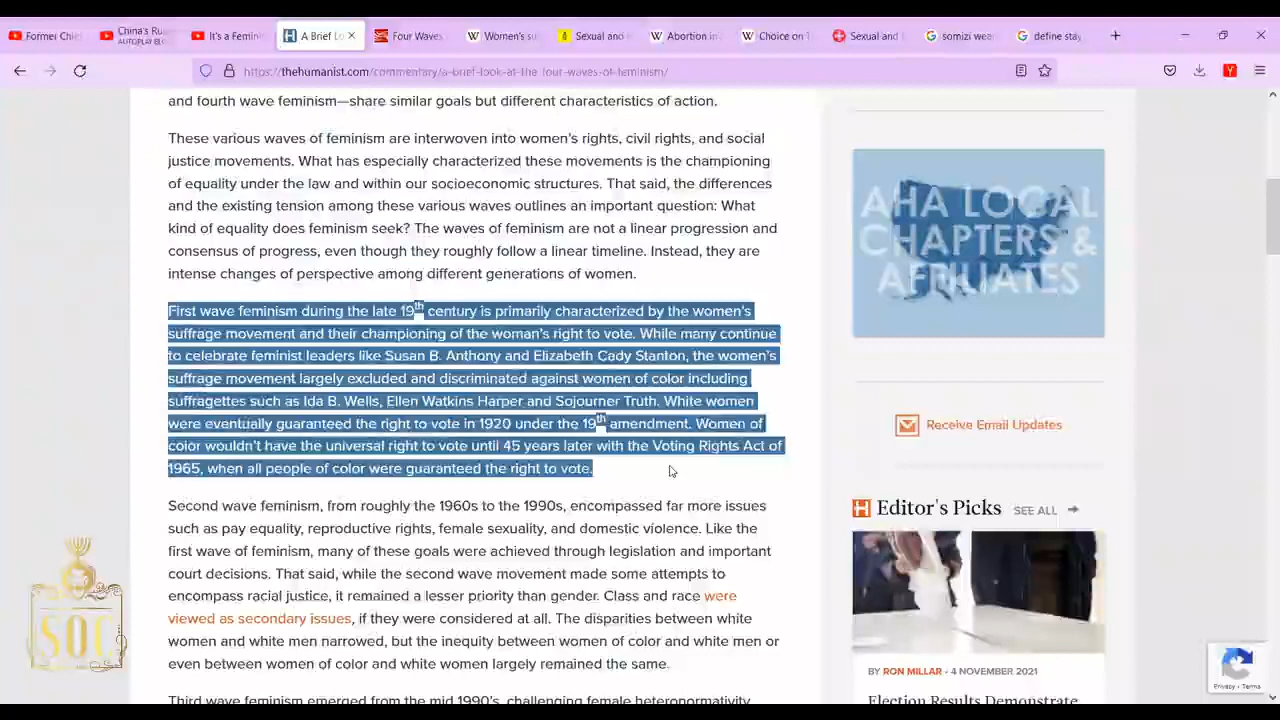 Former Chie
China's Ru
AUTOPLAY BL
It's a Femin
A Brief Lo
Four Waves
Women's su
Sexual and
Abortion in
Choice on T
Sexual and
somizi wea
define stay
https://thehumanist.com/commentary/a-brief-look-at-the-four-waves-of-feminism/
and fourth wave feminism—share similar goals but different characteristics of action.
These various waves of feminism are interwoven into women's rights, civil rights, and social
justice movements. What has especially characterized these movements is the championing
of equality under the law and within our socioeconomic structures. That said, the differences
and the existing tension among these various waves outlines an important question: What
kind of equality does feminism seek? The waves of feminism are not a linear progression and
consensus of progress, even though they roughly follow a linear timeline. Instead, they are
intense changes of perspective among different generations of women.
First wave feminism during the late 19th century is primarily characterized by the women's
suffrage movement and their championing of the woman's right to vote. While many continue
to celebrate feminist leaders like Susan B. Anthony and Elizabeth Cady Stanton, the women's
suffrage movement largely excluded and discriminated against women of color including
suffragettes such as Ida B. Wells, Ellen Watkins Harper and Sojourner Truth. White women
were eventually guaranteed the right to vote in 1920 under the 19th amendment. Women of
color wouldn't have the universal right to vote until 45 years later with the Voting Rights Act of
1965, when all people of color were guaranteed the right to vote.
Second wave feminism, from roughly the 1960s to the 1990s, encompassed far more issues
such as pay equality, reproductive rights, female sexuality, and domestic violence. Like the
first wave of feminism, many of these goals were achieved through legislation and important
court decisions. That said, while the second wave movement made some attempts to
encompass racial justice, it remained a lesser priority than gender. Class and race were
viewed as secondary issues, if they were considered at all. The disparities between white
women and white men narrowed, but the inequity between women of color and white men or
even between women of color and white women largely remained the same.
Third wave feminism emerged from the mid 1990's, challenging female heteronormativity
AHA LOCAL
CHAPTERS &
AFFILIATES
Receive Email Updates
Editor's Picks SEE ALL
BY RON MILLAR • 4 NOVEMBER 2021
Election Results Demonstrate
SOC
Privacy - Terms